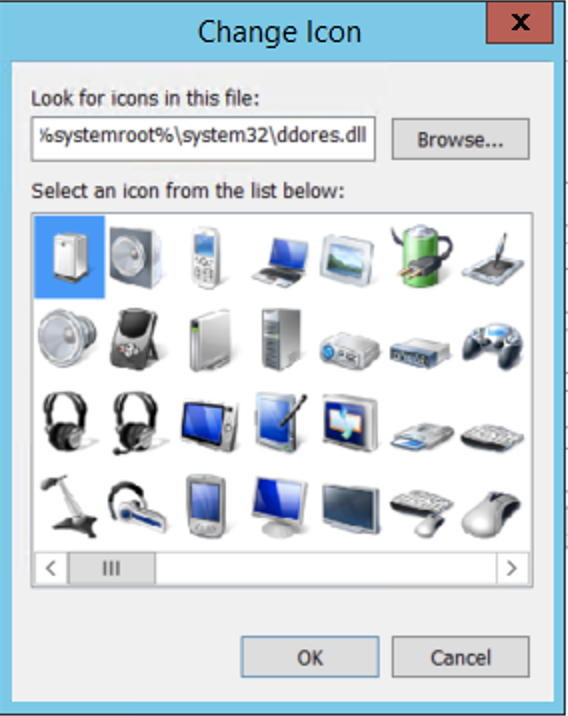 Change Icon
X
Look for icons in this file:
%systemroot%\system32\ddores.dll
Browse...
Select an icon from the list below:
OK
Cancel